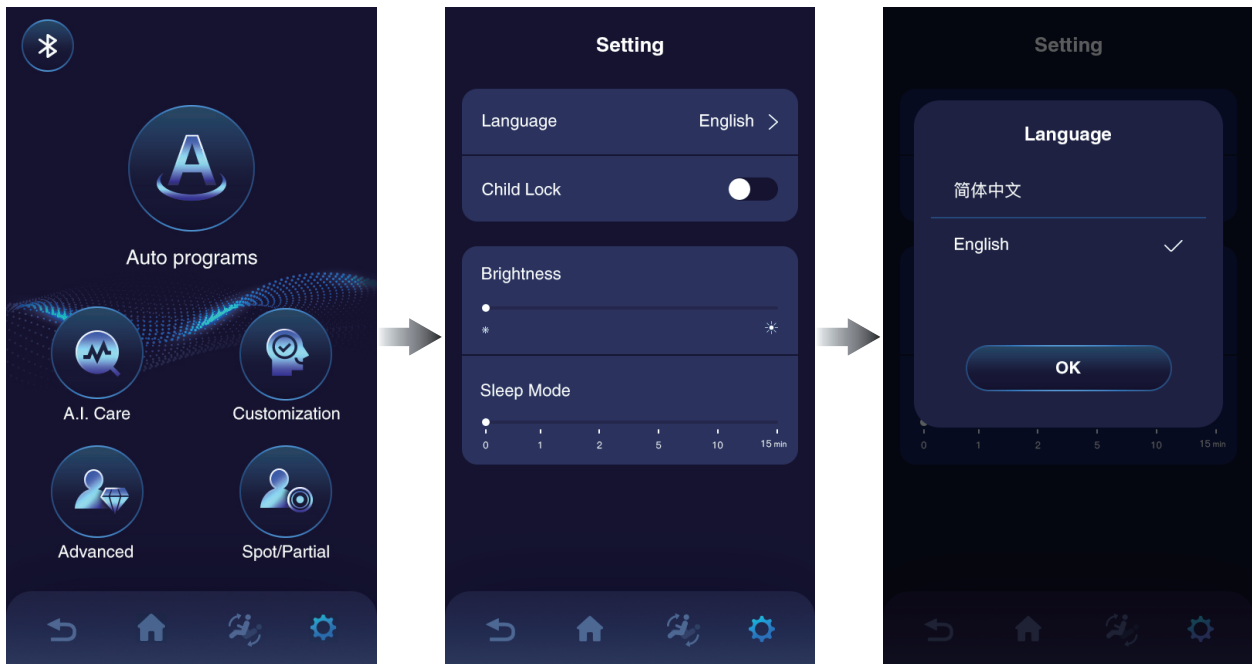 A
Auto programs
A.I. Care
Customization
Advanced
Spot/Partial
Setting
Language English
Child Lock
Brightness
Sleep Mode
0 1 2 5 10 15 min
Setting
Language
简体中文
English
OK
0 1 2 5 10 15 min